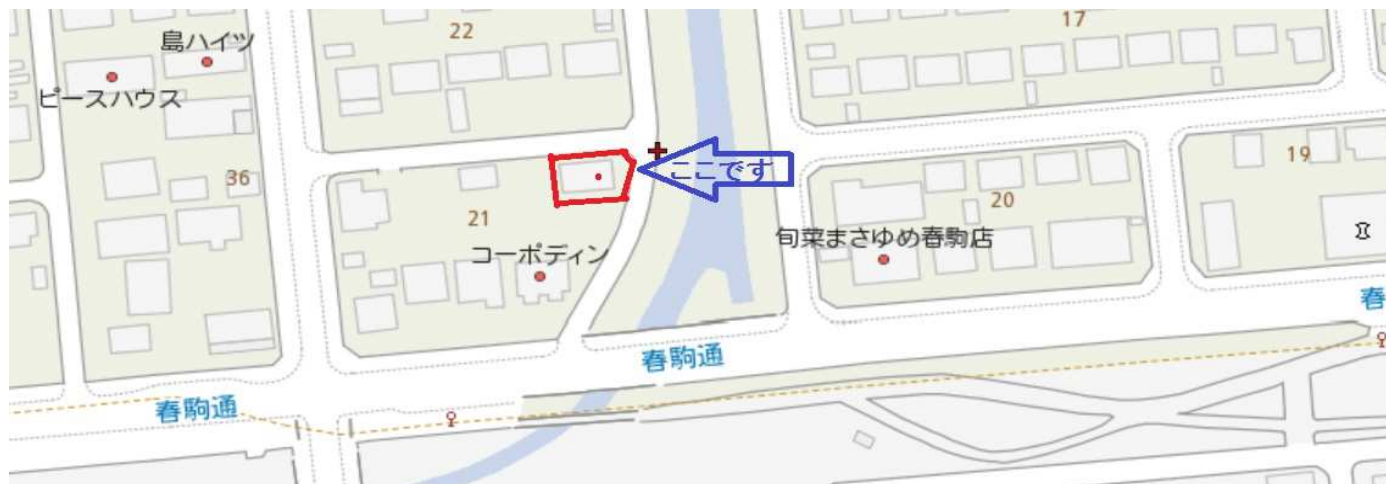 17
22
島ハイツ
ピースハウス
ここです
19
36
20
21
旬菜まさゆめ春駒店
コーポディン
春
春駒通
春駒通